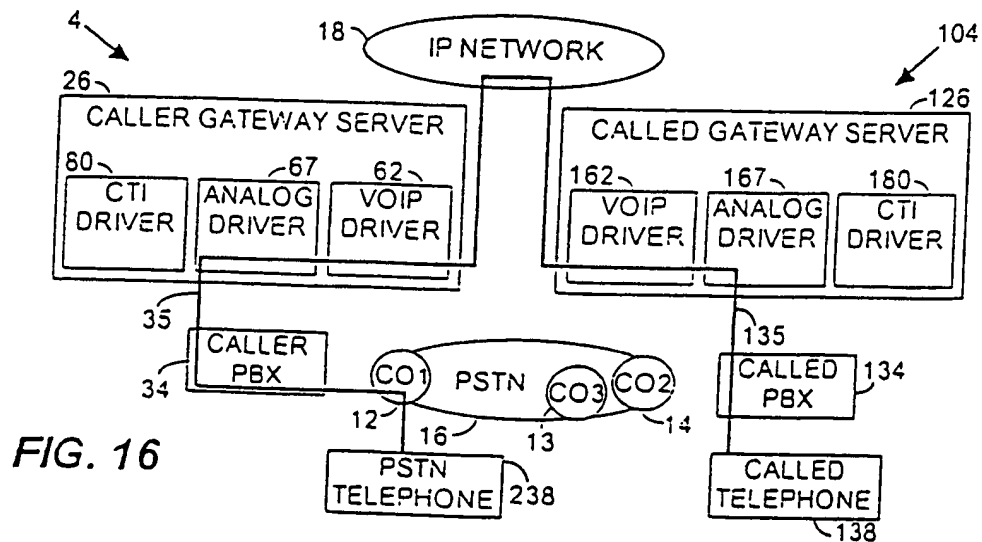 4
18
IP NETWORK
104
26
126
CALLER GATEWAY SERVER
CALLED GATEWAY SERVER
80
67
62
162
167
180
CTI
DRIVER
ANALOG
DRIVER
VOIP
DRIVER
VOIP
DRIVER
ANALOG
DRIVER
CTI
DRIVER
35
135
CALLER
PBX
34
CO1
PSTN
CO3
CO2
CALLED
PBX
134
12
16
13
14
FIG. 16
PSTN
TELEPHONE
238
CALLED
TELEPHONE
138